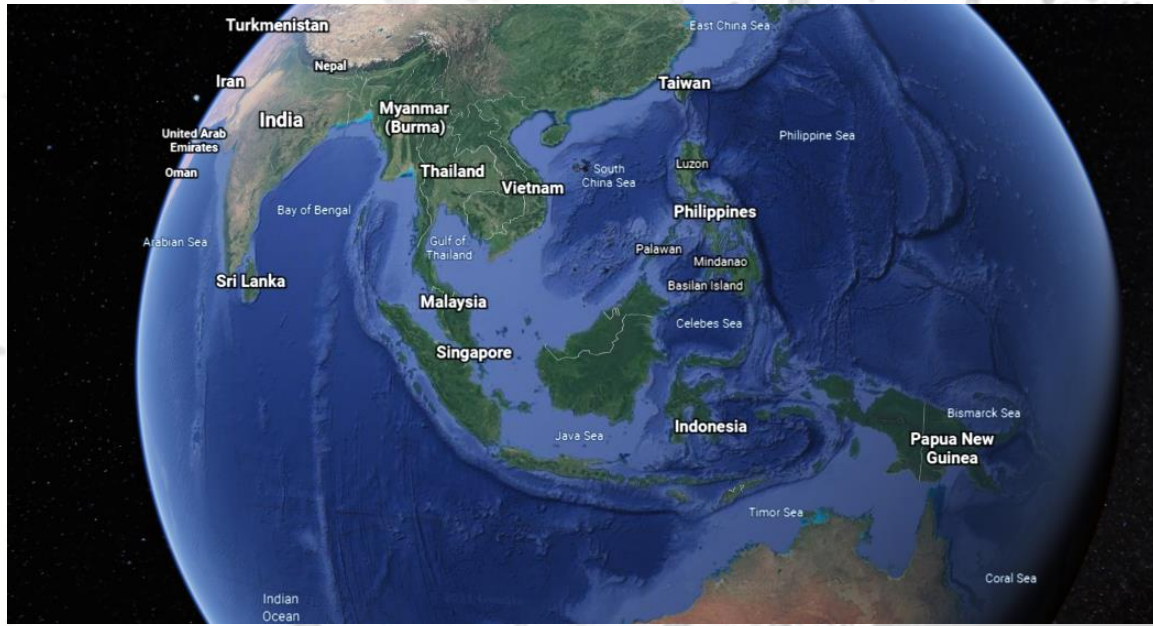 Turkmenistan
East China Sea
Nepal
Iran
Taiwan
India
Myanmar
(Burma)
United Arab
Emirates
Philippine Sea
Oman
Thailand
Luzon
South
China Sea
Vietnam
Bay of Bengal
Philippines
Arabian Sea
Gulf of
Thailand
Palawan
Mindanao
Sri Lanka
Basilan Island
Malaysia
Celebes Sea
Singapore
Bismarck Sea
Indonesia
Java Sea
Papua New
Guinea
Timor Sea
Coral Sea
Indian
Ocean